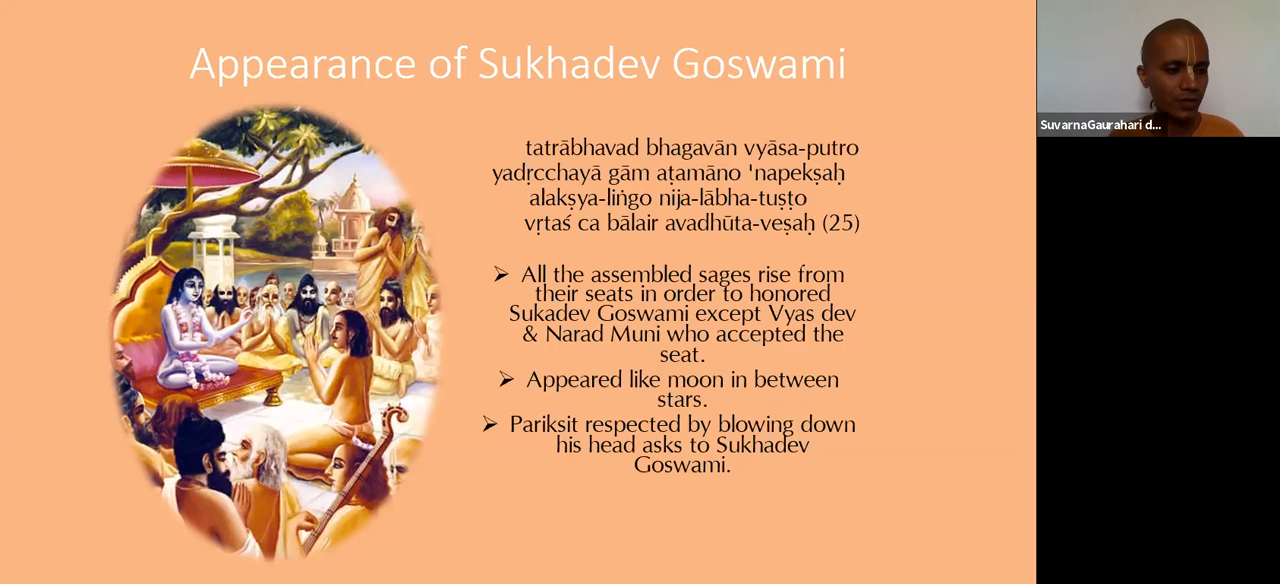 Appearance of Sukhadev Goswami
tatrābhavad bhagavān vyāsa-putro
yadṛcchayā gām aṭamāno 'napekṣaḥ
alakṣya-liṅgo nija-lābha-tuṣṭo
vṛtaś ca bālair avadhūta-veṣaḥ (25)
➢ All the assembled sages rise from
their seats in order to honored
Sukadev Goswami except Vyas dev
& Narad Muni who accepted the
seat.
➢ Appeared like moon in between
stars.
➢ Pariksit respected by blowing down
his head asks to Sukhadev
Goswami.
SuvarnaGaurahari d...